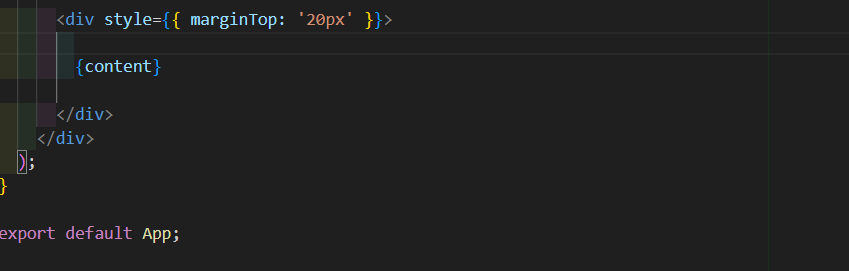 <div style={{ marginTop: '20px' }}>
{content}
</div>
</div>
);
}
export default App;